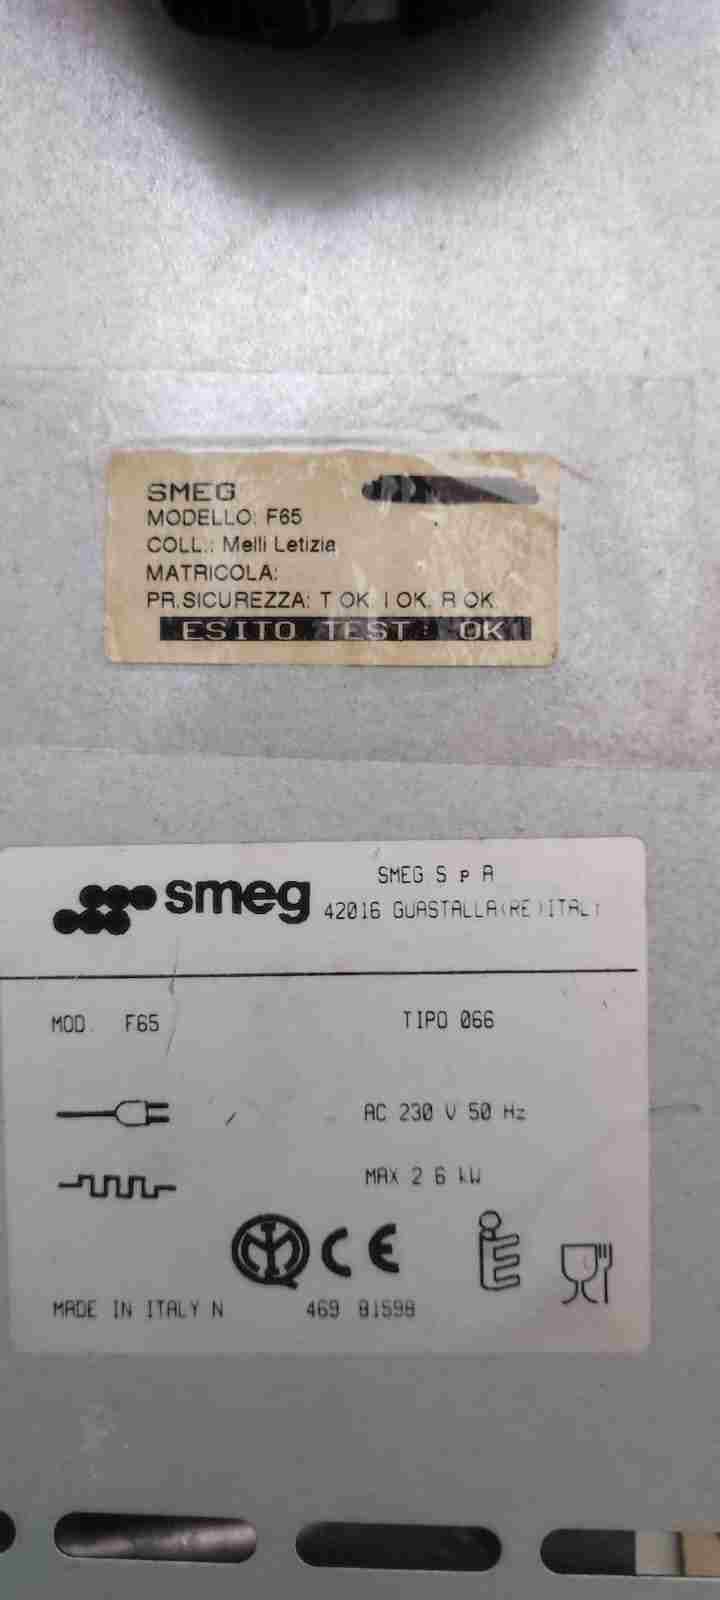 SMEG
MODELLO: F65
COLL.: Melli Letizia
MATRICOLA:
PR.SICUREZZA: T OK. I OK. R OK.
ESITO TEST: OK
smeg
SMEG S p A
42016 GUASTALLA(RE)ITALY
MOD. F65
TIPO 066
AC 230 V 50 Hz
MAX 2 6 kW
CE
MADE IN ITALY N 469 81598